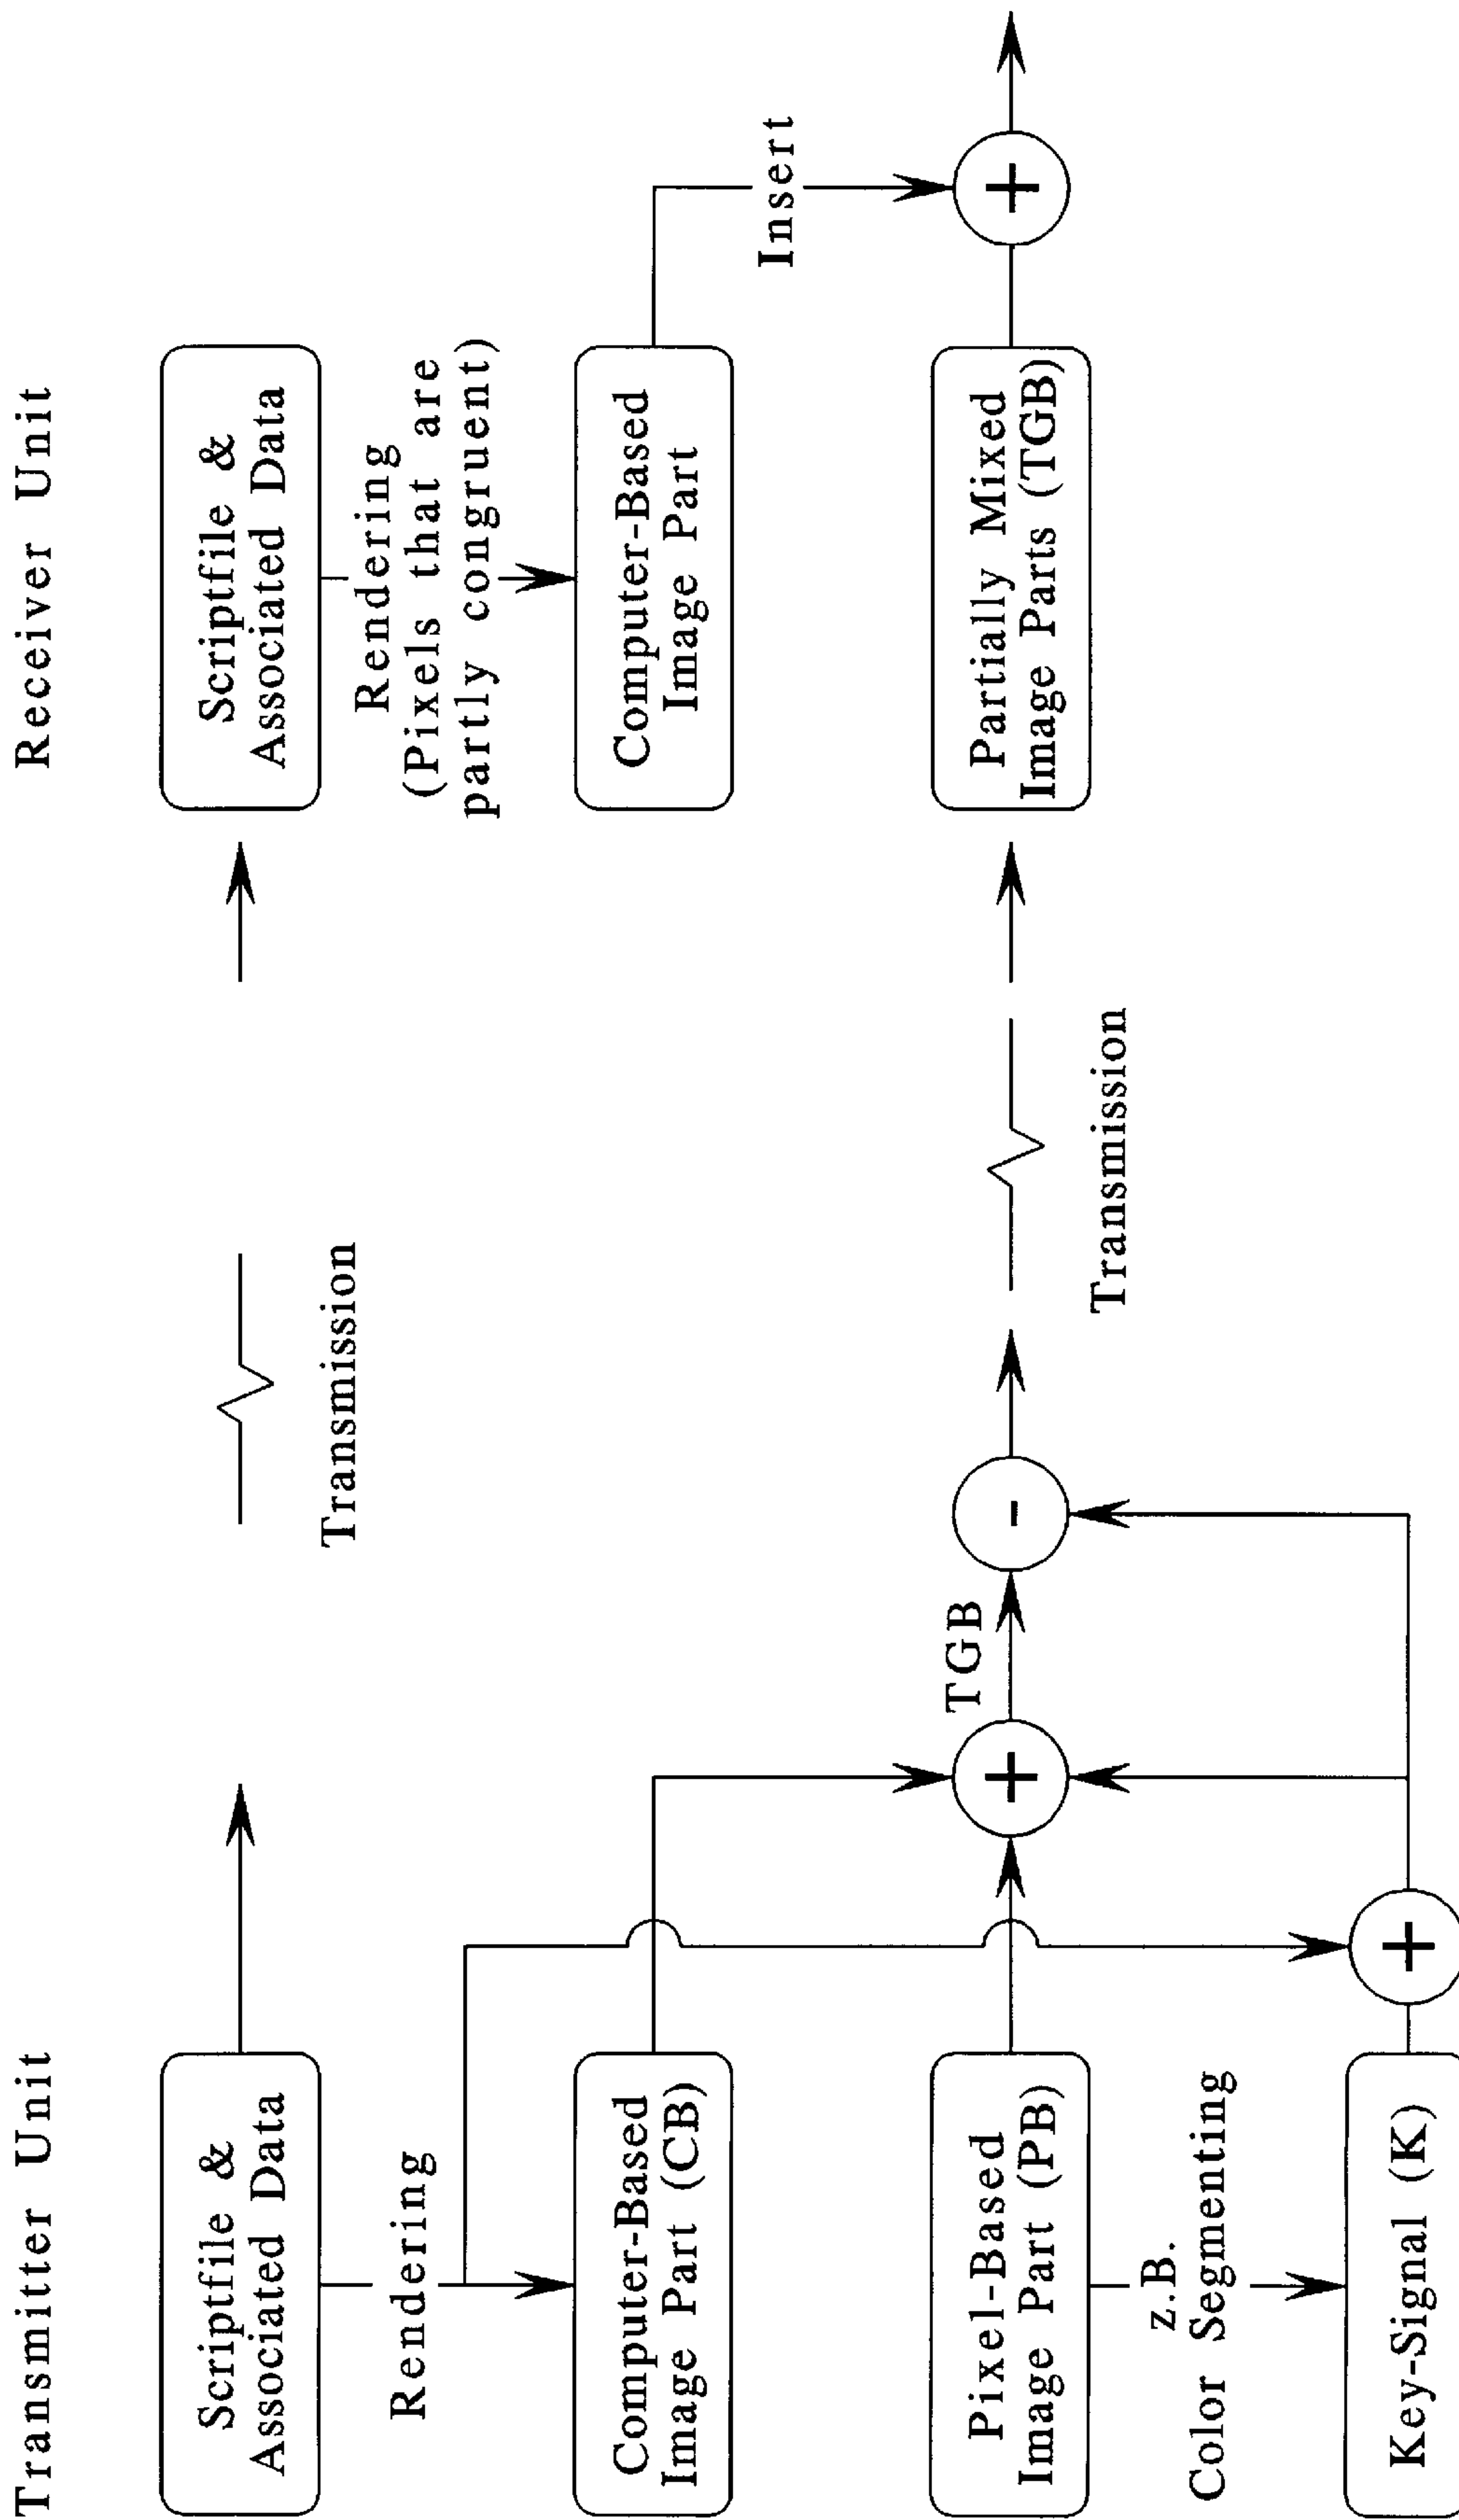 Transmitter Unit
Receiver Unit
Scriptfile &
Associated Data
Transmission
Scriptfile &
Associated Data
Rendering
Rendering
(Pixels that are
partly congruent)
Computer-Based
Image Part (CB)
Computer-Based
Image Part
Insert
Pixel-Based
Image Part (PB)
+
TGB
-
Transmission
Partially Mixed
Image Parts (TGB)
+
z.B.
Color Segmenting
Key-Signal (K)
+